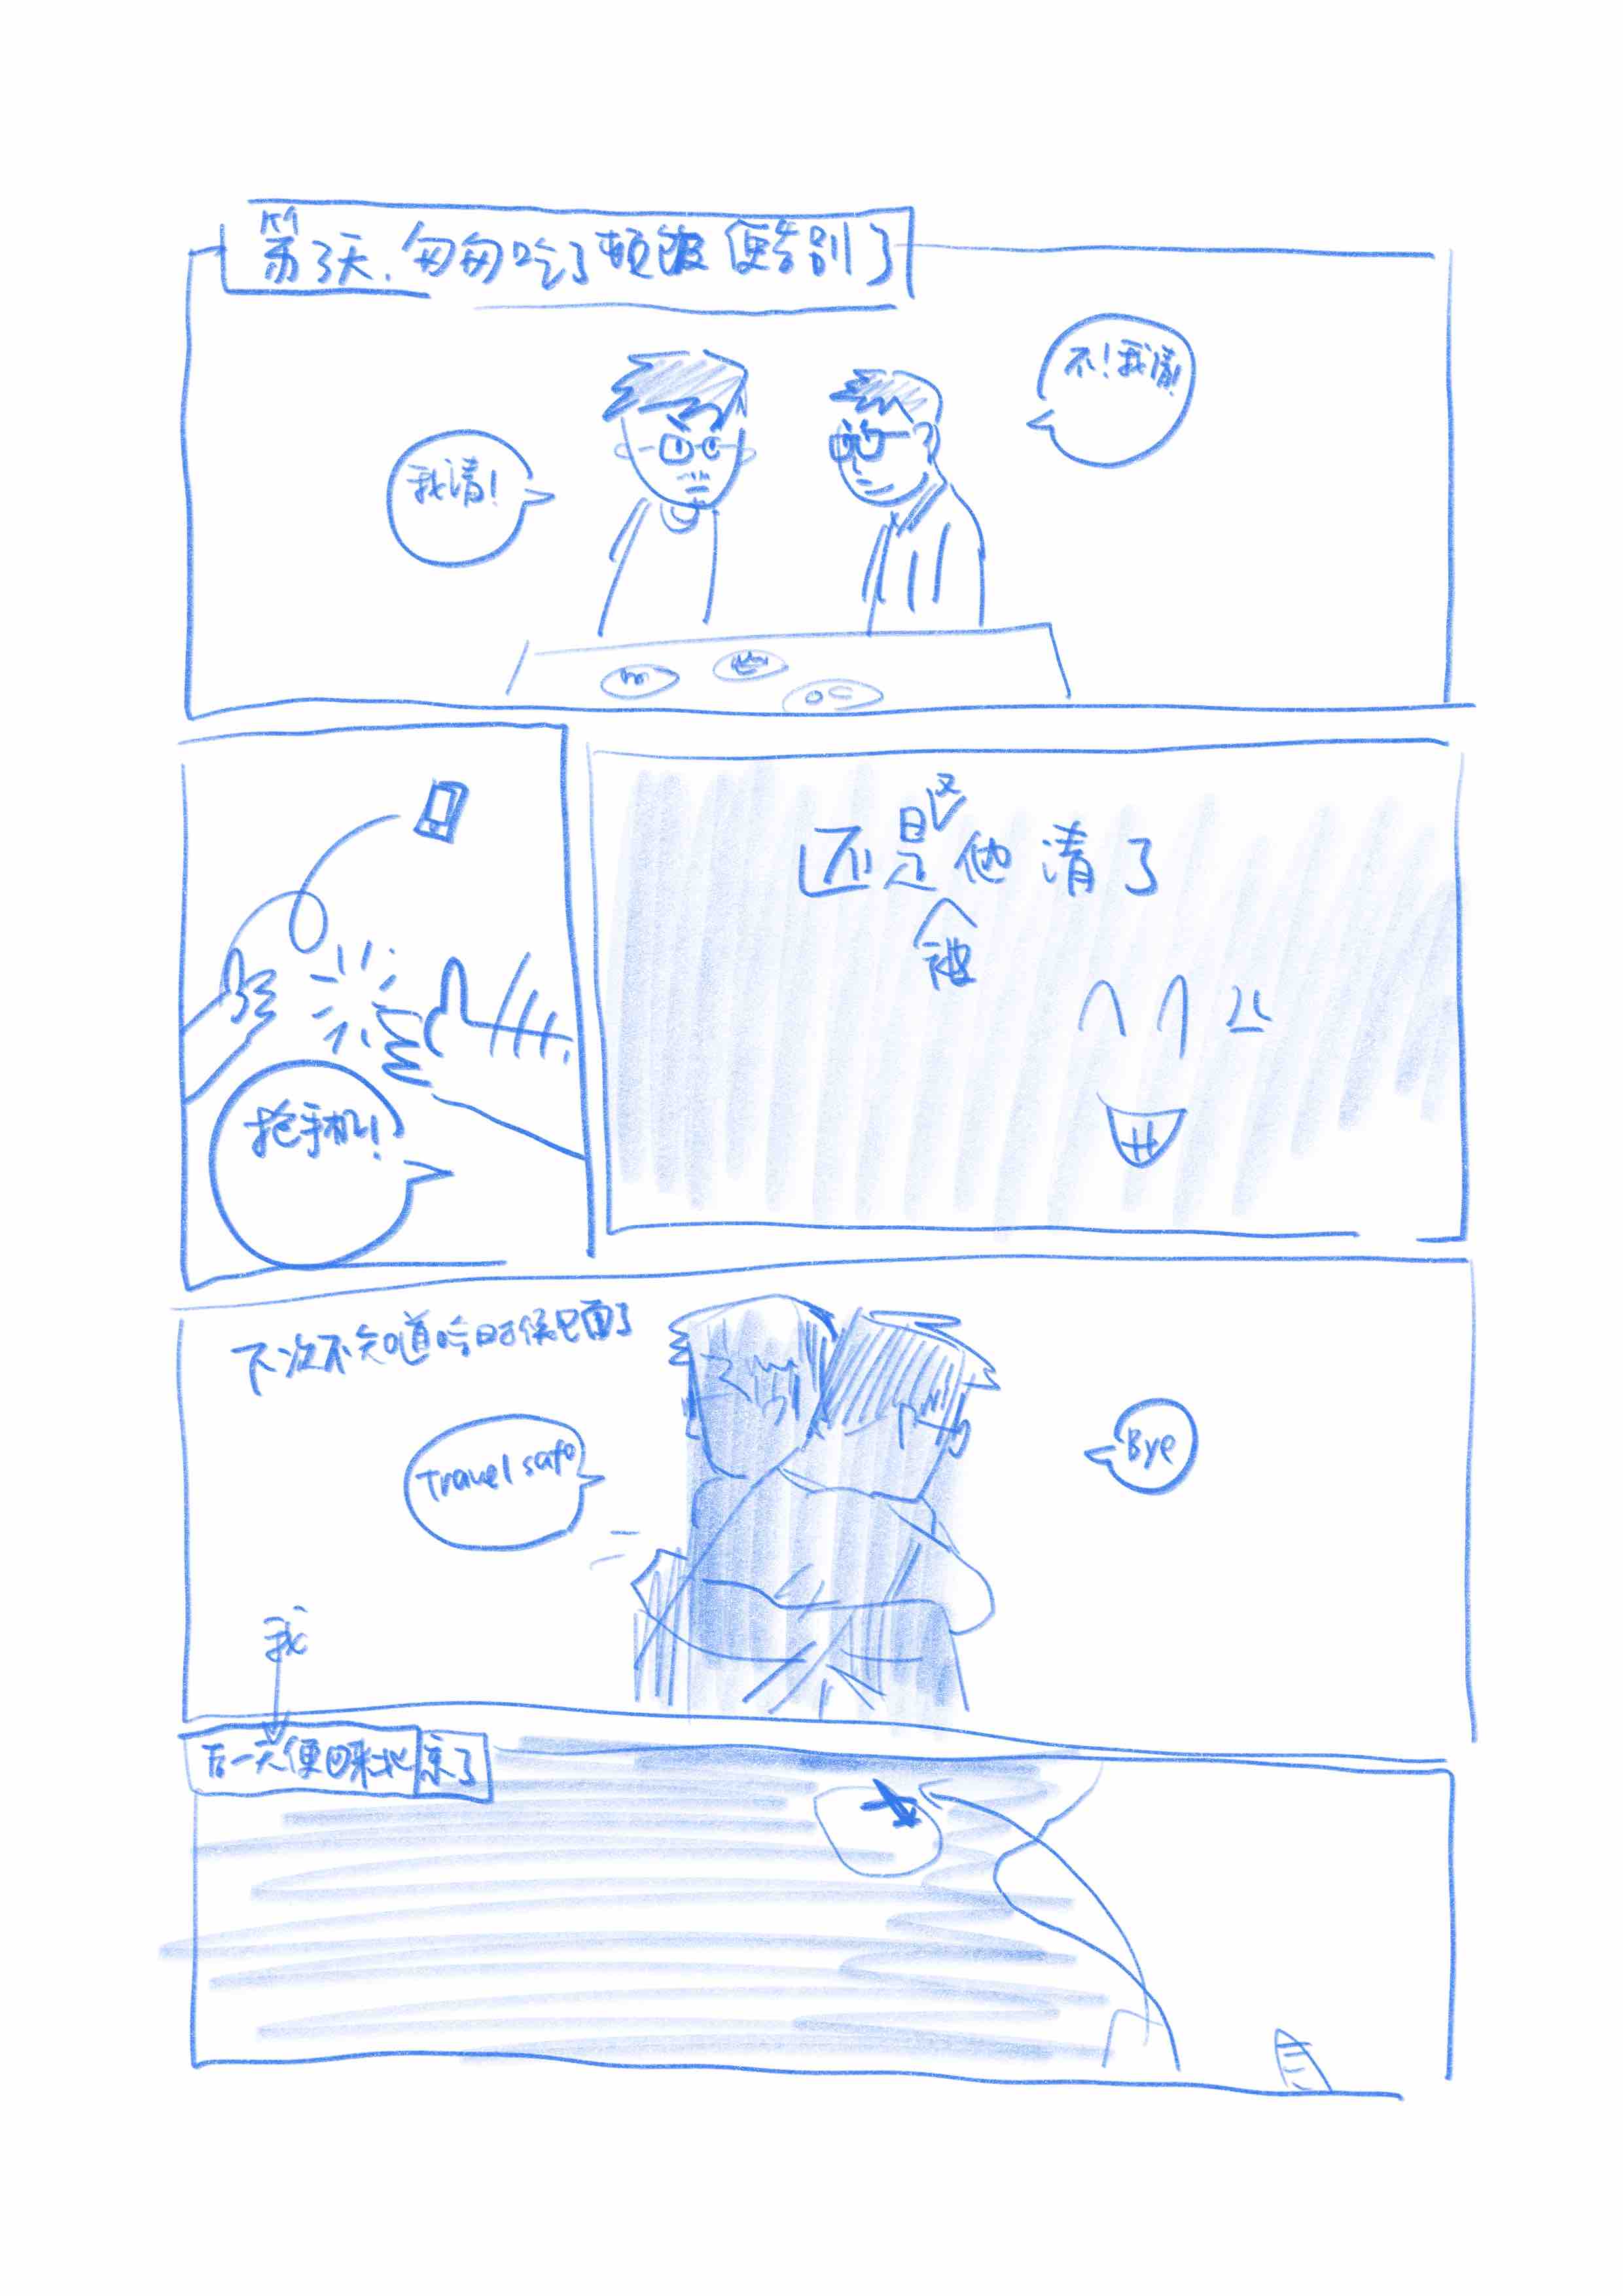 第3天，匆匆吃了顿饭便告别了
我请！
不！我请！
抢手机！
又
还是他请了
被
下次不知道啥时候见面了
Travel safe
Bye
我
后一天便回来北京了